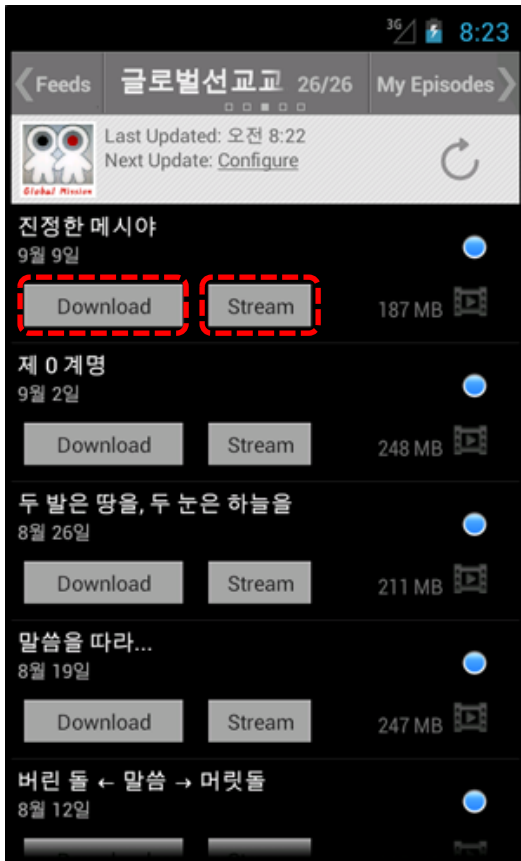 3G 8:23
Feeds 글로벌선교교 26/26 My Episodes
Last Updated: 오전 8:22
Next Update: Configure
Global Mission
진정한 메시야
9월 9일
Download Stream 187 MB
제 0 계명
9월 2일
Download Stream 248 MB
두 발은 땅을, 두 눈은 하늘을
8월 26일
Download Stream 211 MB
말씀을 따라...
8월 19일
Download Stream 247 MB
버린 돌 ← 말씀 → 머릿돌
8월 12일